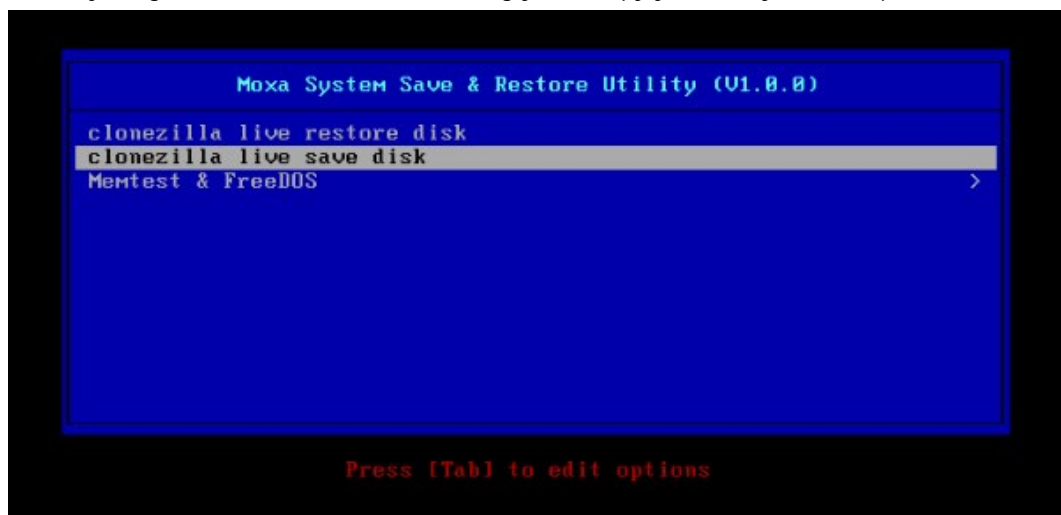 Moxa System Save & Restore Utility (V1.0.0)
clonezilla live restore disk
clonezilla live save disk
Memtest & FreeDOS >
Press [Tab] to edit options